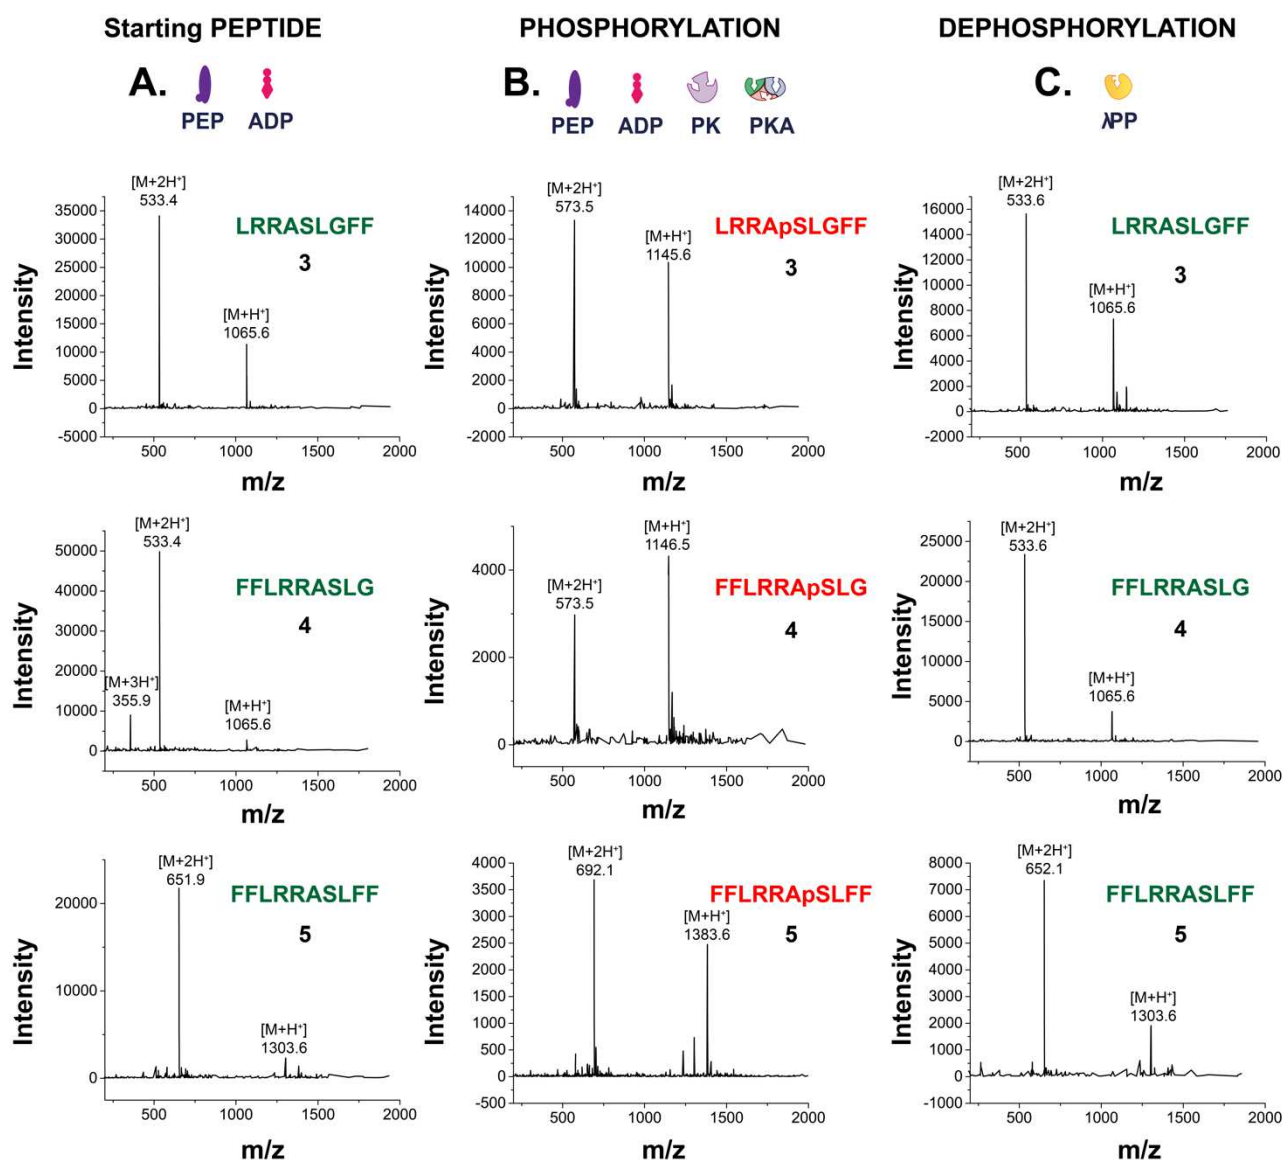 Starting PEPTIDE
PHOSPHORYLATION
DEPHOSPHORYLATION
A.
PEP
ADP
B.
PEP
ADP
PK
PKA
C.
λPP
[M+2H⁺]
533.4
LRRASLGFF
3
[M+H⁺]
1065.6
35000
30000
25000
20000
15000
10000
5000
0
-5000
500
1000
1500
2000
Intensity
m/z
[M+2H⁺]
573.5
LRRApSLGFF
3
[M+H⁺]
1145.6
14000
12000
10000
8000
6000
4000
2000
0
-2000
500
1000
1500
2000
Intensity
m/z
[M+2H⁺]
533.6
LRRASLGFF
3
[M+H⁺]
1065.6
16000
14000
12000
10000
8000
6000
4000
2000
0
-2000
500
1000
1500
2000
Intensity
m/z
[M+2H⁺]
533.4
FFLRRASLG
4
[M+3H⁺]
355.9
[M+H⁺]
1065.6
50000
40000
30000
20000
10000
0
500
1000
1500
2000
Intensity
m/z
[M+H⁺]
1146.5
FFLRRApSLG
4
[M+2H⁺]
573.5
4000
2000
0
500
1000
1500
2000
Intensity
m/z
[M+2H⁺]
533.6
FFLRRASLG
4
[M+H⁺]
1065.6
25000
20000
15000
10000
5000
0
500
1000
1500
2000
Intensity
m/z
[M+2H⁺]
651.9
FFLRRASLFF
5
[M+H⁺]
1303.6
20000
10000
0
500
1000
1500
2000
Intensity
m/z
[M+2H⁺]
692.1
FFLRRApSLFF
5
[M+H⁺]
1383.6
4000
3500
3000
2500
2000
1500
1000
500
0
-500
500
1000
1500
2000
Intensity
m/z
[M+2H⁺]
652.1
FFLRRASLFF
5
[M+H⁺]
1303.6
8000
7000
6000
5000
4000
3000
2000
1000
0
-1000
500
1000
1500
2000
Intensity
m/z